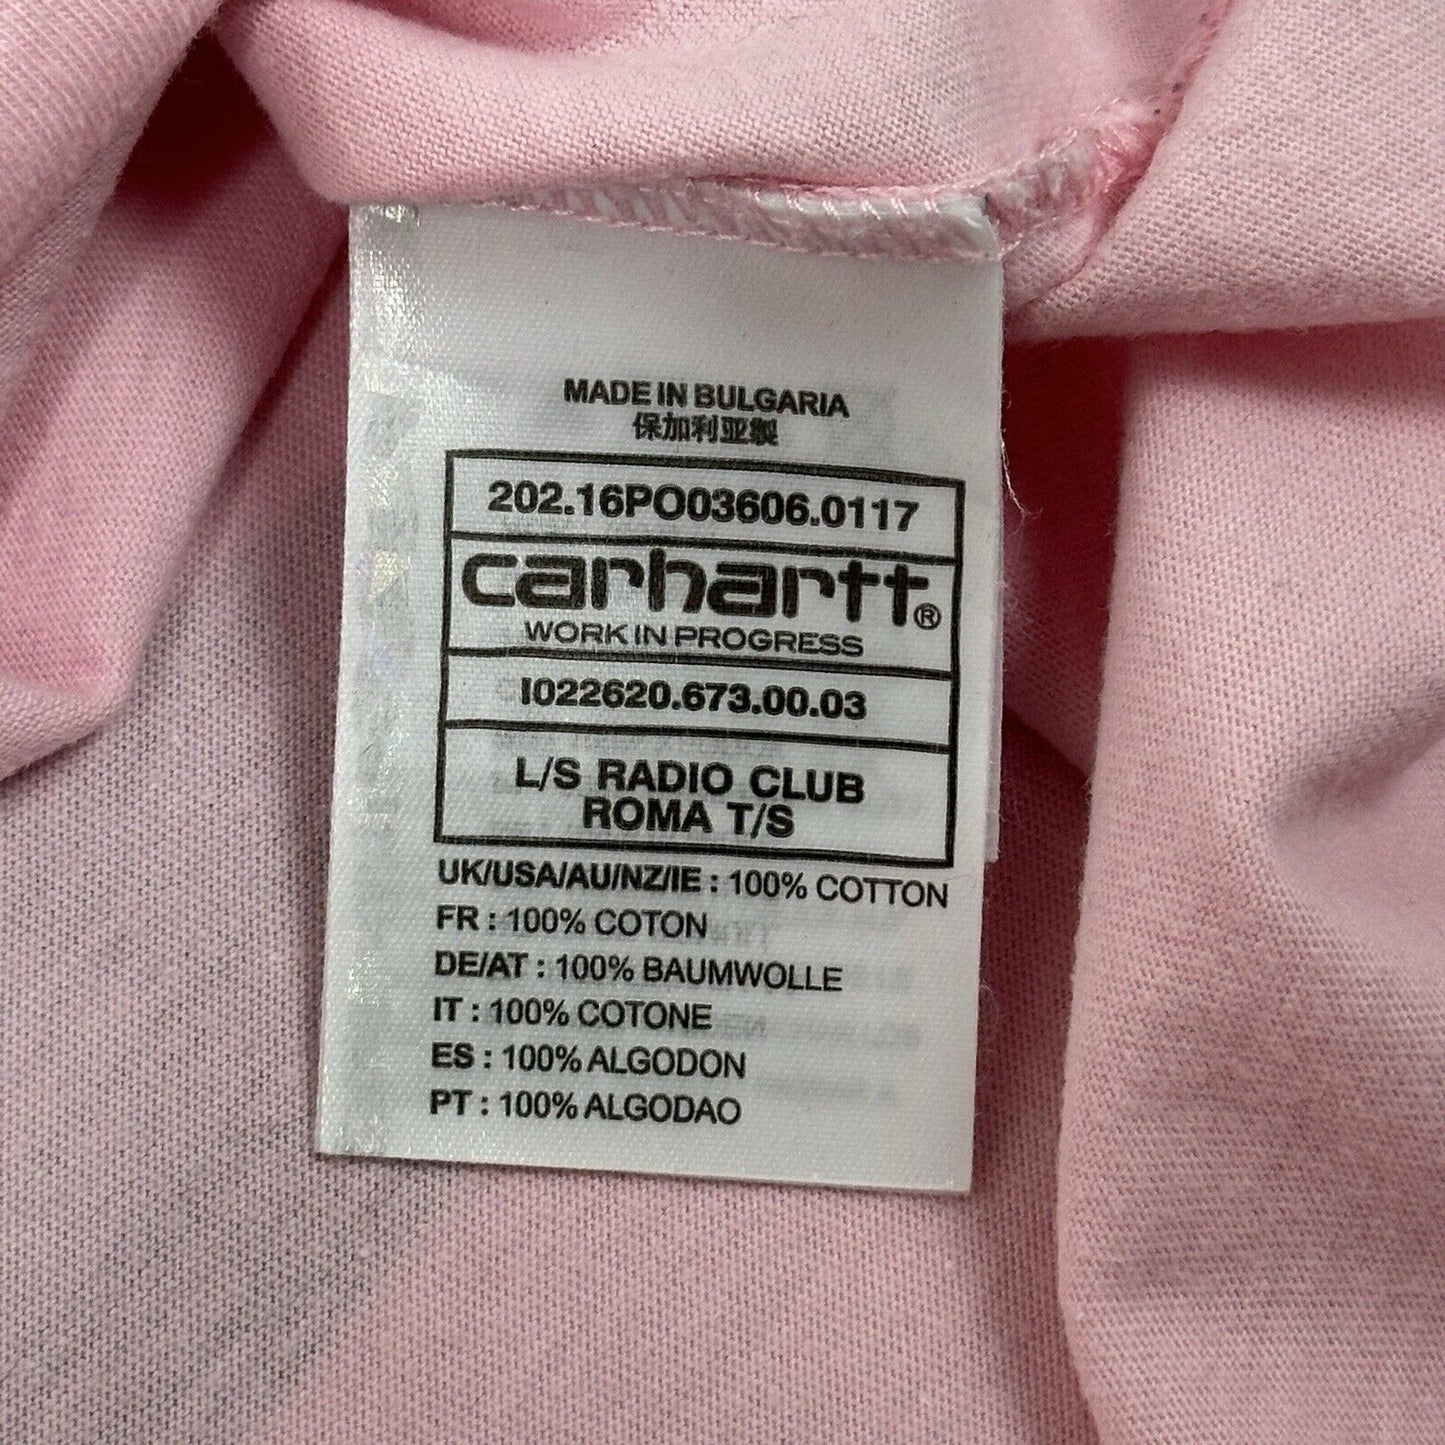 MADE IN BULGARIA
保加利亚製
202.16PO03606.0117
carhartt®
WORK IN PROGRESS
I022620.673.00.03
L/S RADIO CLUB
ROMA T/S
UK/USA/AU/NZ/IE : 100% COTTON
FR : 100% COTON
DE/AT : 100% BAUMWOLLE
IT : 100% COTONE
ES : 100% ALGODON
PT : 100% ALGODAO